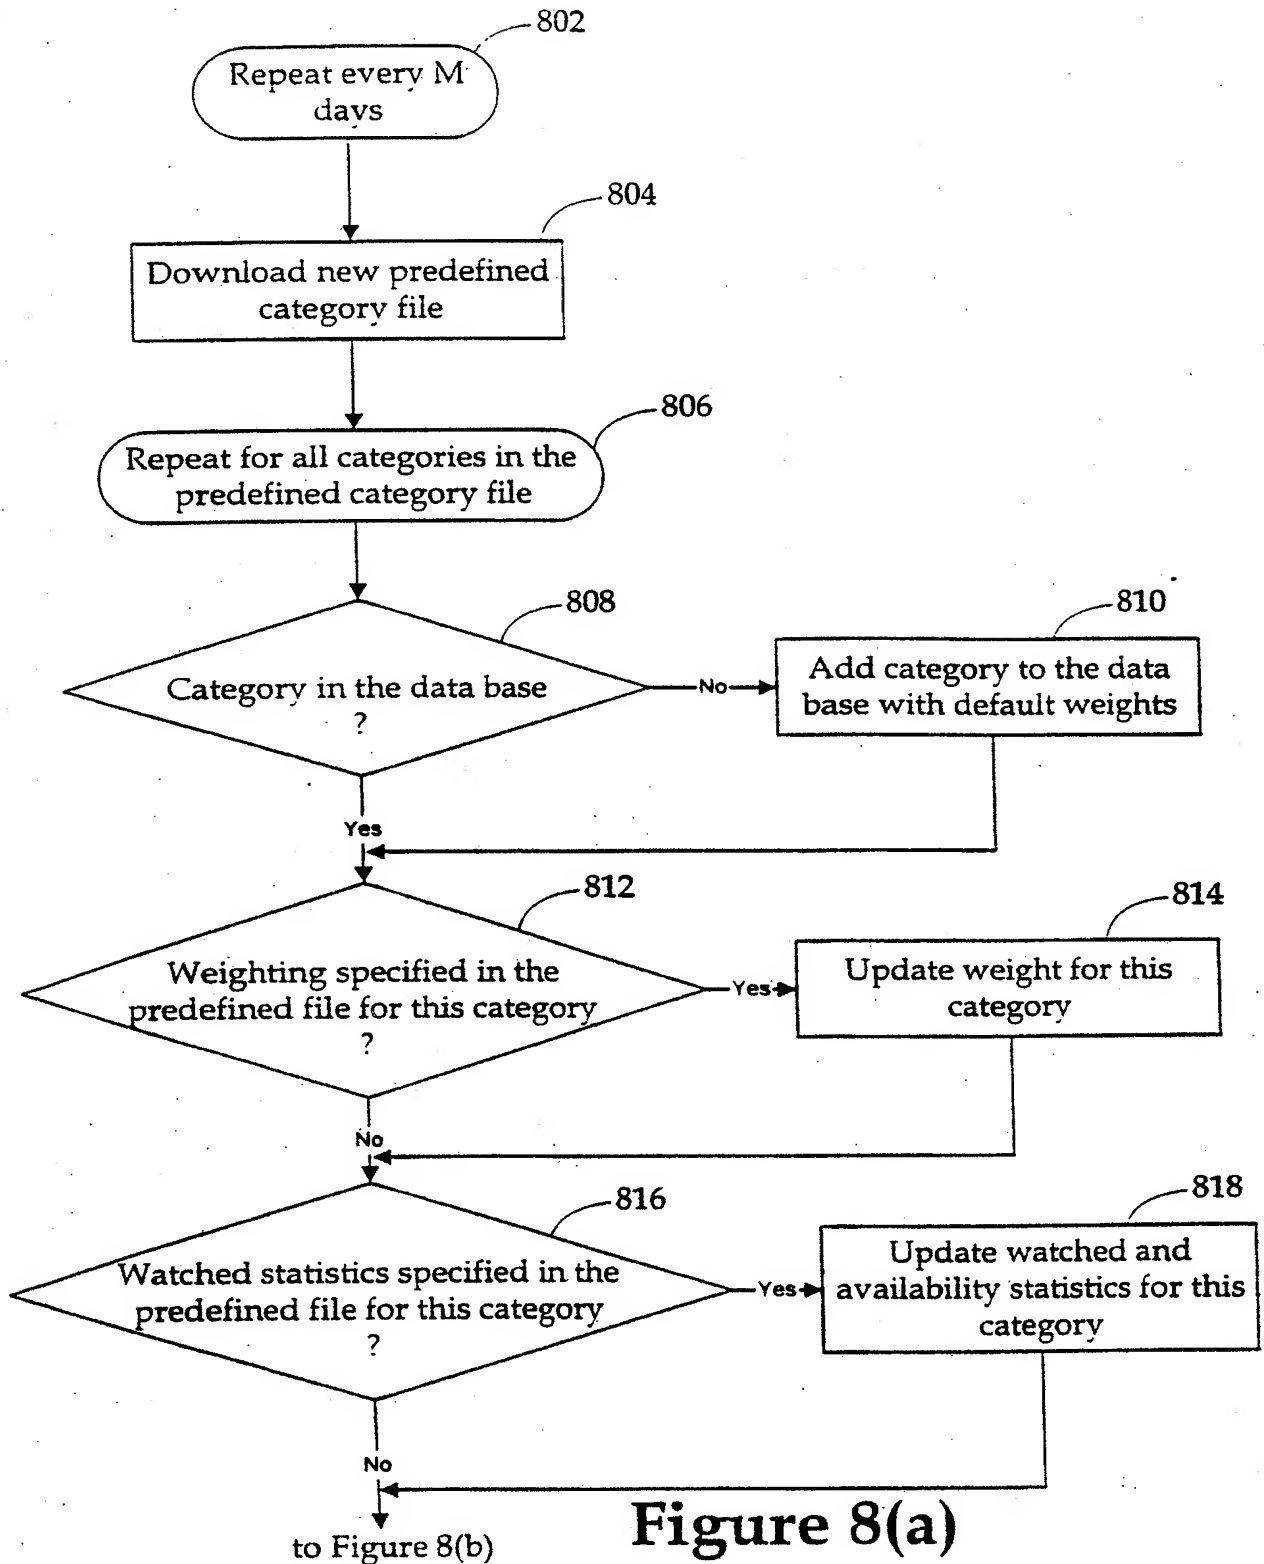 802
Repeat every M
days
804
Download new predefined
category file
806
Repeat for all categories in the
predefined category file
808
Category in the data base
?
No
810
Add category to the data
base with default weights
Yes
812
Weighting specified in the
predefined file for this category
?
Yes
814
Update weight for this
category
No
816
Watched statistics specified in the
predefined file for this category
?
Yes
818
Update watched and
availability statistics for this
category
No
to Figure 8(b)
Figure 8(a)